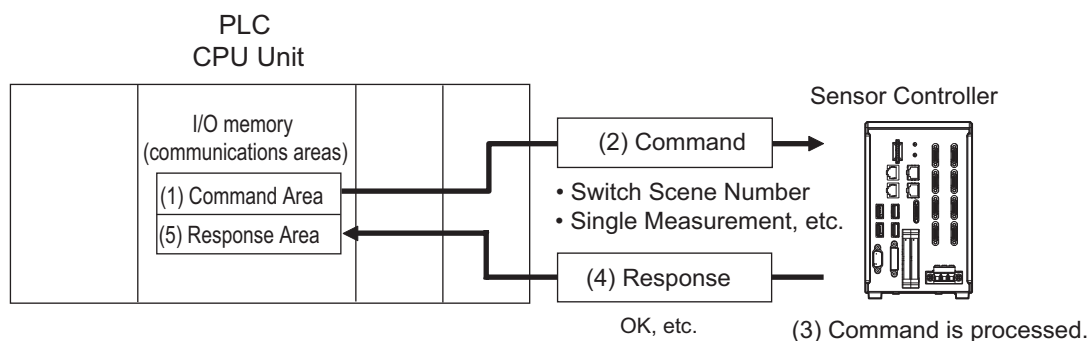 PLC
CPU Unit
Sensor Controller
I/O memory
(communications areas)
(1) Command Area
(5) Response Area
(2) Command
• Switch Scene Number
• Single Measurement, etc.
(4) Response
OK, etc.
(3) Command is processed.